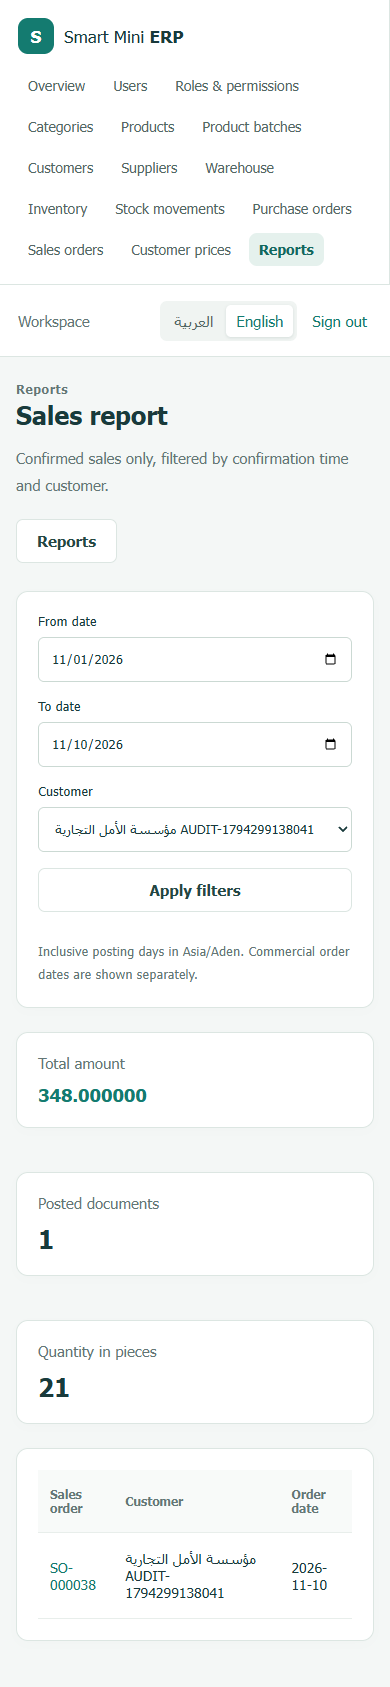 S Smart Mini ERP
Overview Users Roles & permissions
Categories Products Product batches
Customers Suppliers Warehouse
Inventory Stock movements Purchase orders
Sales orders Customer prices Reports
Workspace العربية English Sign out
Reports
Sales report
Confirmed sales only, filtered by confirmation time
and customer.
Reports
From date
11/01/2026
To date
11/10/2026
Customer
مؤسسة الأمل التجارية AUDIT-1794299138041
Apply filters
Inclusive posting days in Asia/Aden. Commercial order
dates are shown separately.
Total amount
348.000000
Posted documents
1
Quantity in pieces
21
Sales
order
Customer
Order
date
SO-
000038
مؤسسة الأمل التجارية
AUDIT-
1794299138041
2026-
11-10